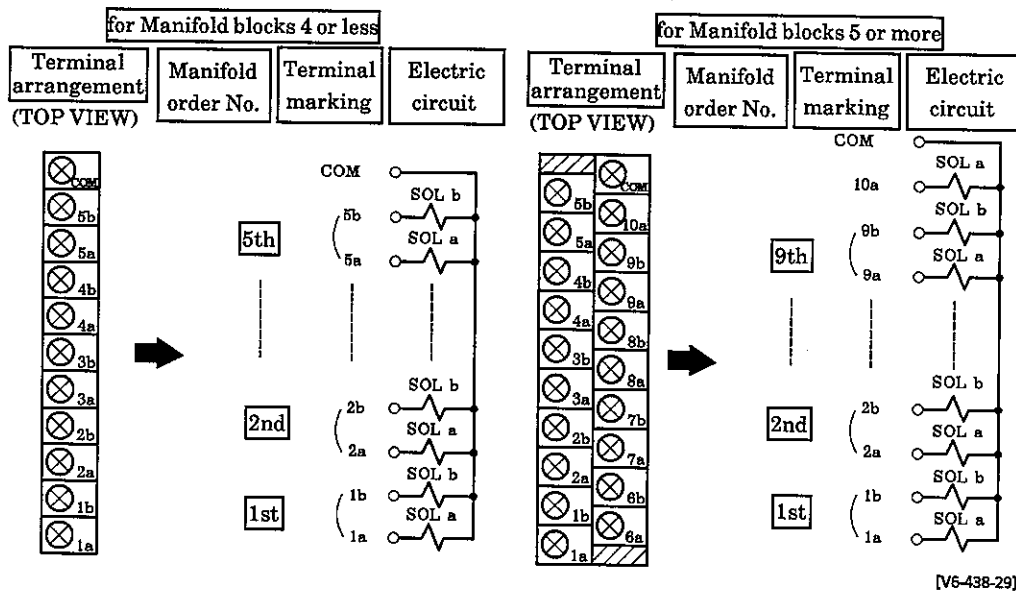 for Manifold blocks 4 or less
Terminal arrangement
(TOP VIEW)
Manifold order No.
Terminal marking
Electric circuit
COM
5b
5a
4b
4a
3b
3a
2b
2a
1b
1a
5th
2nd
1st
COM
5b
5a
2b
2a
1b
1a
SOL b
SOL a
SOL b
SOL a
SOL b
SOL a
for Manifold blocks 5 or more
Terminal arrangement
(TOP VIEW)
Manifold order No.
Terminal marking
Electric circuit
5b
5a
4b
4a
3b
3a
2b
2a
1b
1a
COM
10a
9b
9a
8b
8a
7b
7a
6b
6a
9th
2nd
1st
COM
10a
9b
9a
2b
2a
1b
1a
SOL a
SOL b
SOL a
SOL b
SOL a
SOL b
SOL a
[V6-438-29]